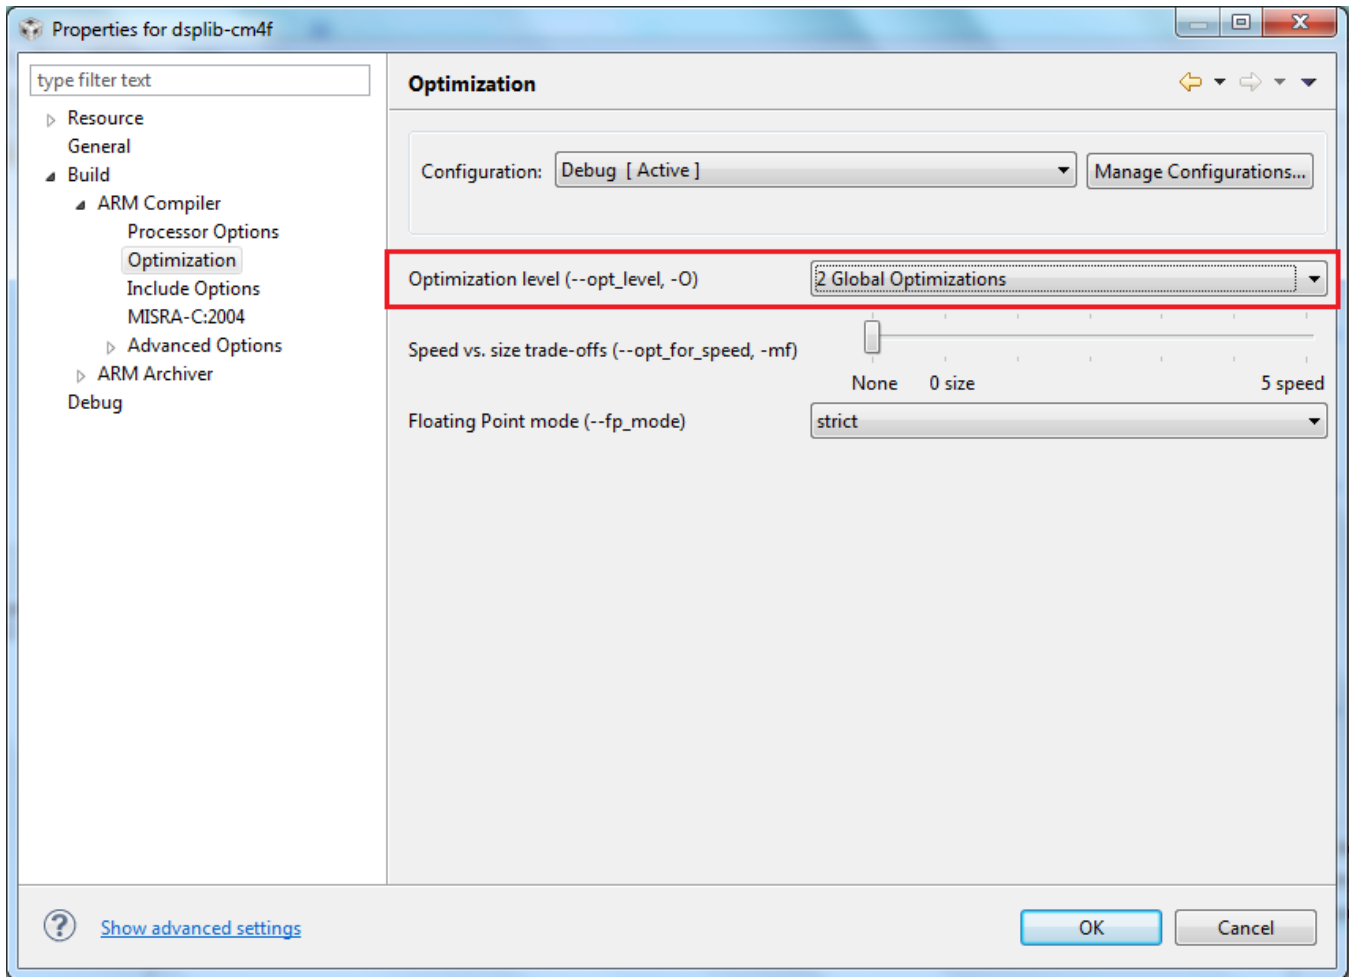 Properties for dsplib-cm4f
type filter text
Resource
General
Build
ARM Compiler
Processor Options
Optimization
Include Options
MISRA-C:2004
Advanced Options
ARM Archiver
Debug
Optimization
Configuration: Debug [ Active ] Manage Configurations...
Optimization level (--opt_level, -O) 2 Global Optimizations
Speed vs. size trade-offs (--opt_for_speed, -mf)
None 0 size 5 speed
Floating Point mode (--fp_mode) strict
? Show advanced settings OK Cancel